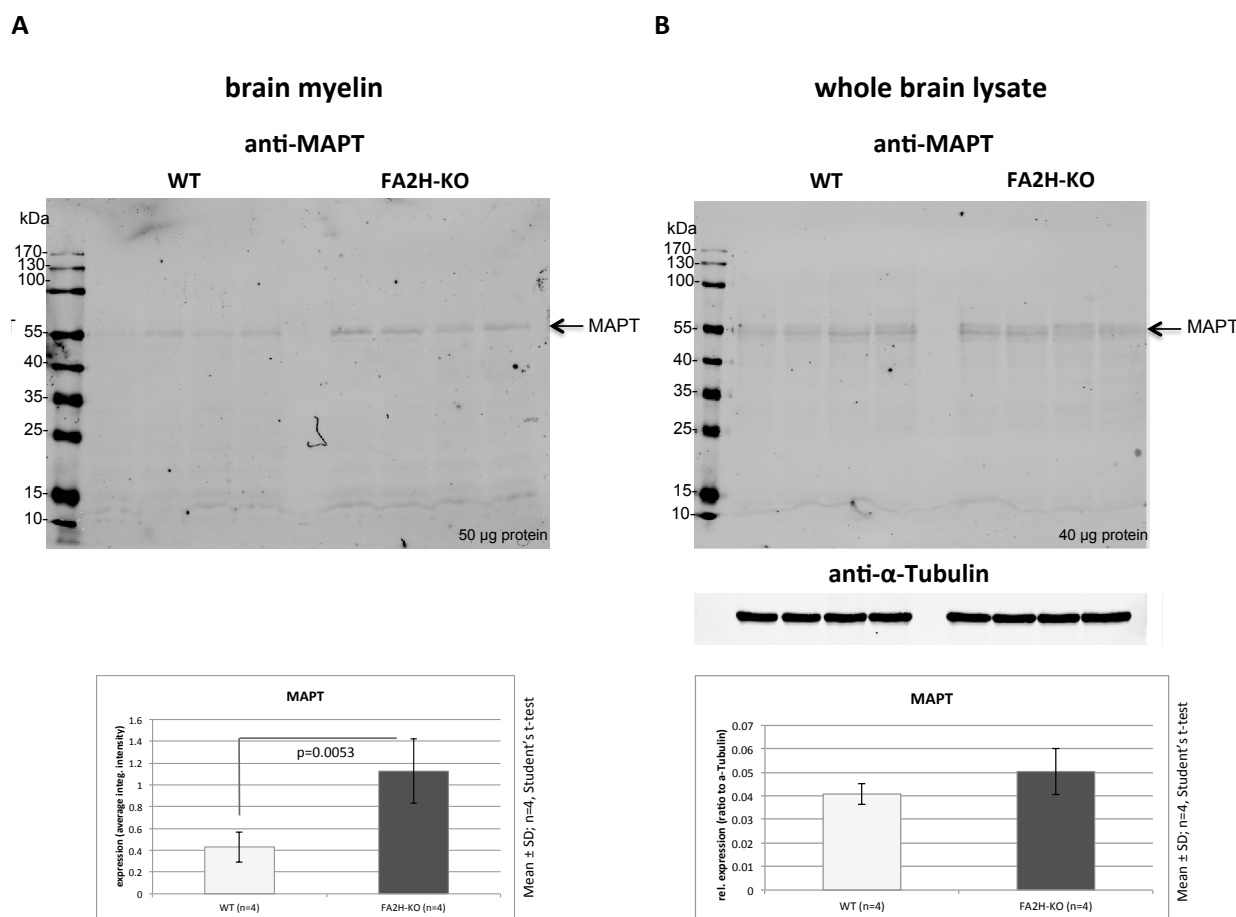 A
brain myelin
anti-MAPT
WT FA2H-KO
kDa
170-
130-
100-
55-
40-
35-
25-
15-
10-
MAPT
50 µg protein
MAPT
expression (average integ. intensity)
1.6
1.4
1.2
1
0.8
0.6
0.4
0.2
0
p=0.0053
WT (n=4) FA2H-KO (n=4)
Mean ± SD; n=4, Student's t-test
B
whole brain lysate
anti-MAPT
WT FA2H-KO
kDa
170-
130-
100-
55-
40-
35-
25-
15-
10-
MAPT
40 µg protein
anti-α-Tubulin
MAPT
rel. expression (ratio to a-Tubulin)
0.07
0.06
0.05
0.04
0.03
0.02
0.01
0
WT (n=4) FA2H-KO (n=4)
Mean ± SD; n=4, Student's t-test